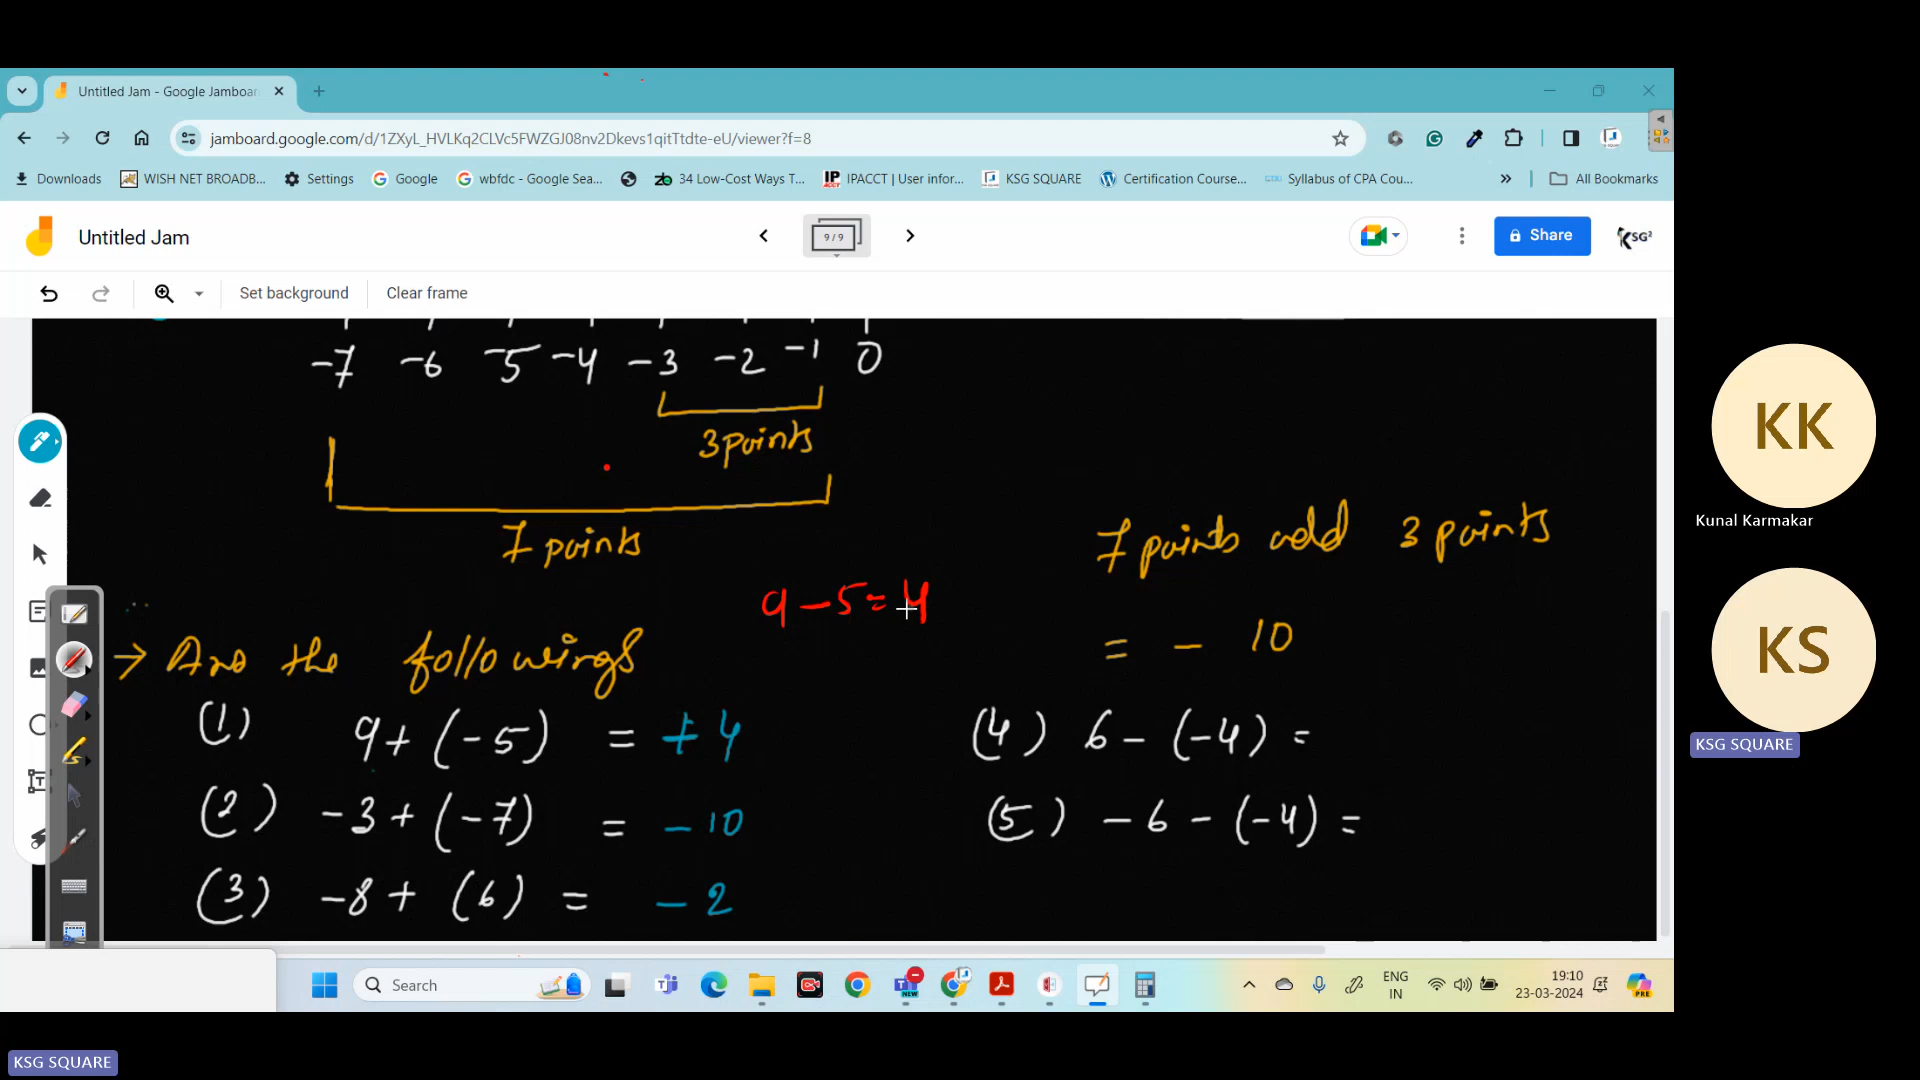 Untitled Jam - Google Jamboar
jamboard.google.com/d/1ZXyL_HVLKq2CLVc5FWZGJ08nv2Dkevs1qitTtdte-eU/viewer?f=8
Downloads WISH NET BROADB... Settings Google wbfdc - Google Sea... 34 Low-Cost Ways T... IPACCT | User infor... KSG SQUARE Certification Course... Syllabus of CPA Cou... » All Bookmarks
Untitled Jam 9 / 9 Share KSG²
Set background Clear frame
-7 -6 -5 -4 -3 -2 -1 0
3 points
7 points
7 points add 3 points
9 - 5 = 4
= - 10
→ Ans the followings
(1) 9 + (-5) = + 4
(2) -3 + (-7) = - 10
(3) -8 + (6) = - 2
(4) 6 - (-4) =
(5) - 6 - (-4) =
KK
Kunal Karmakar
KS
KSG SQUARE
Search
ENG
IN
19:10
23-03-2024
KSG SQUARE